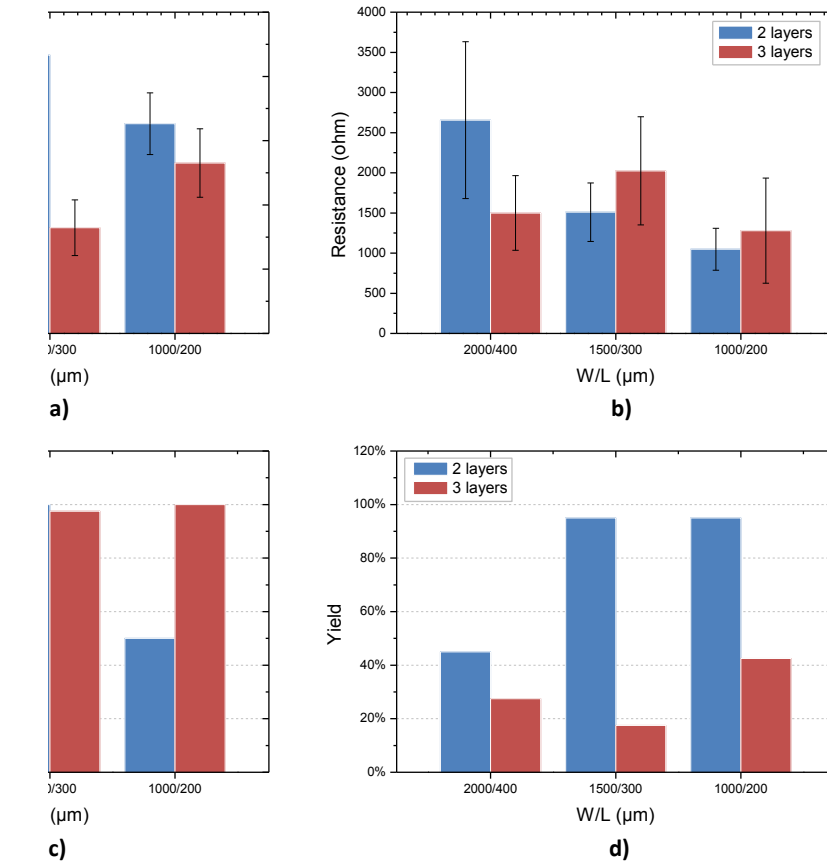 4000
3500
3000
2500
2000
1500
1000
500
0
Resistance (ohm)
2 layers
3 layers
/300 1000/200
2000/400 1500/300 1000/200
(µm)
W/L (µm)
a)
b)
120%
100%
80%
60%
40%
20%
0%
Yield
2 layers
3 layers
/300 1000/200
2000/400 1500/300 1000/200
(µm)
W/L (µm)
c)
d)